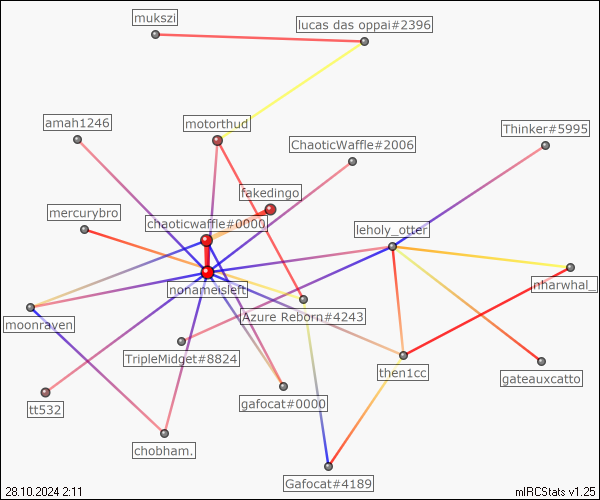 mukszi
lucas das oppai#2396
amah1246
motorthud
Thinker#5995
ChaoticWaffle#2006
fakedingo
mercurybro
chaoticwaffle#0000
leholy_otter
nonameisleft
nharwhal_
moonraven
Azure Reborn#4243
TripleMidget#8824
then1cc
gateauxcatto
tt532
gafocat#0000
chobham.
Gafocat#4189
28.10.2024 2:11
mIRCStats v1.25